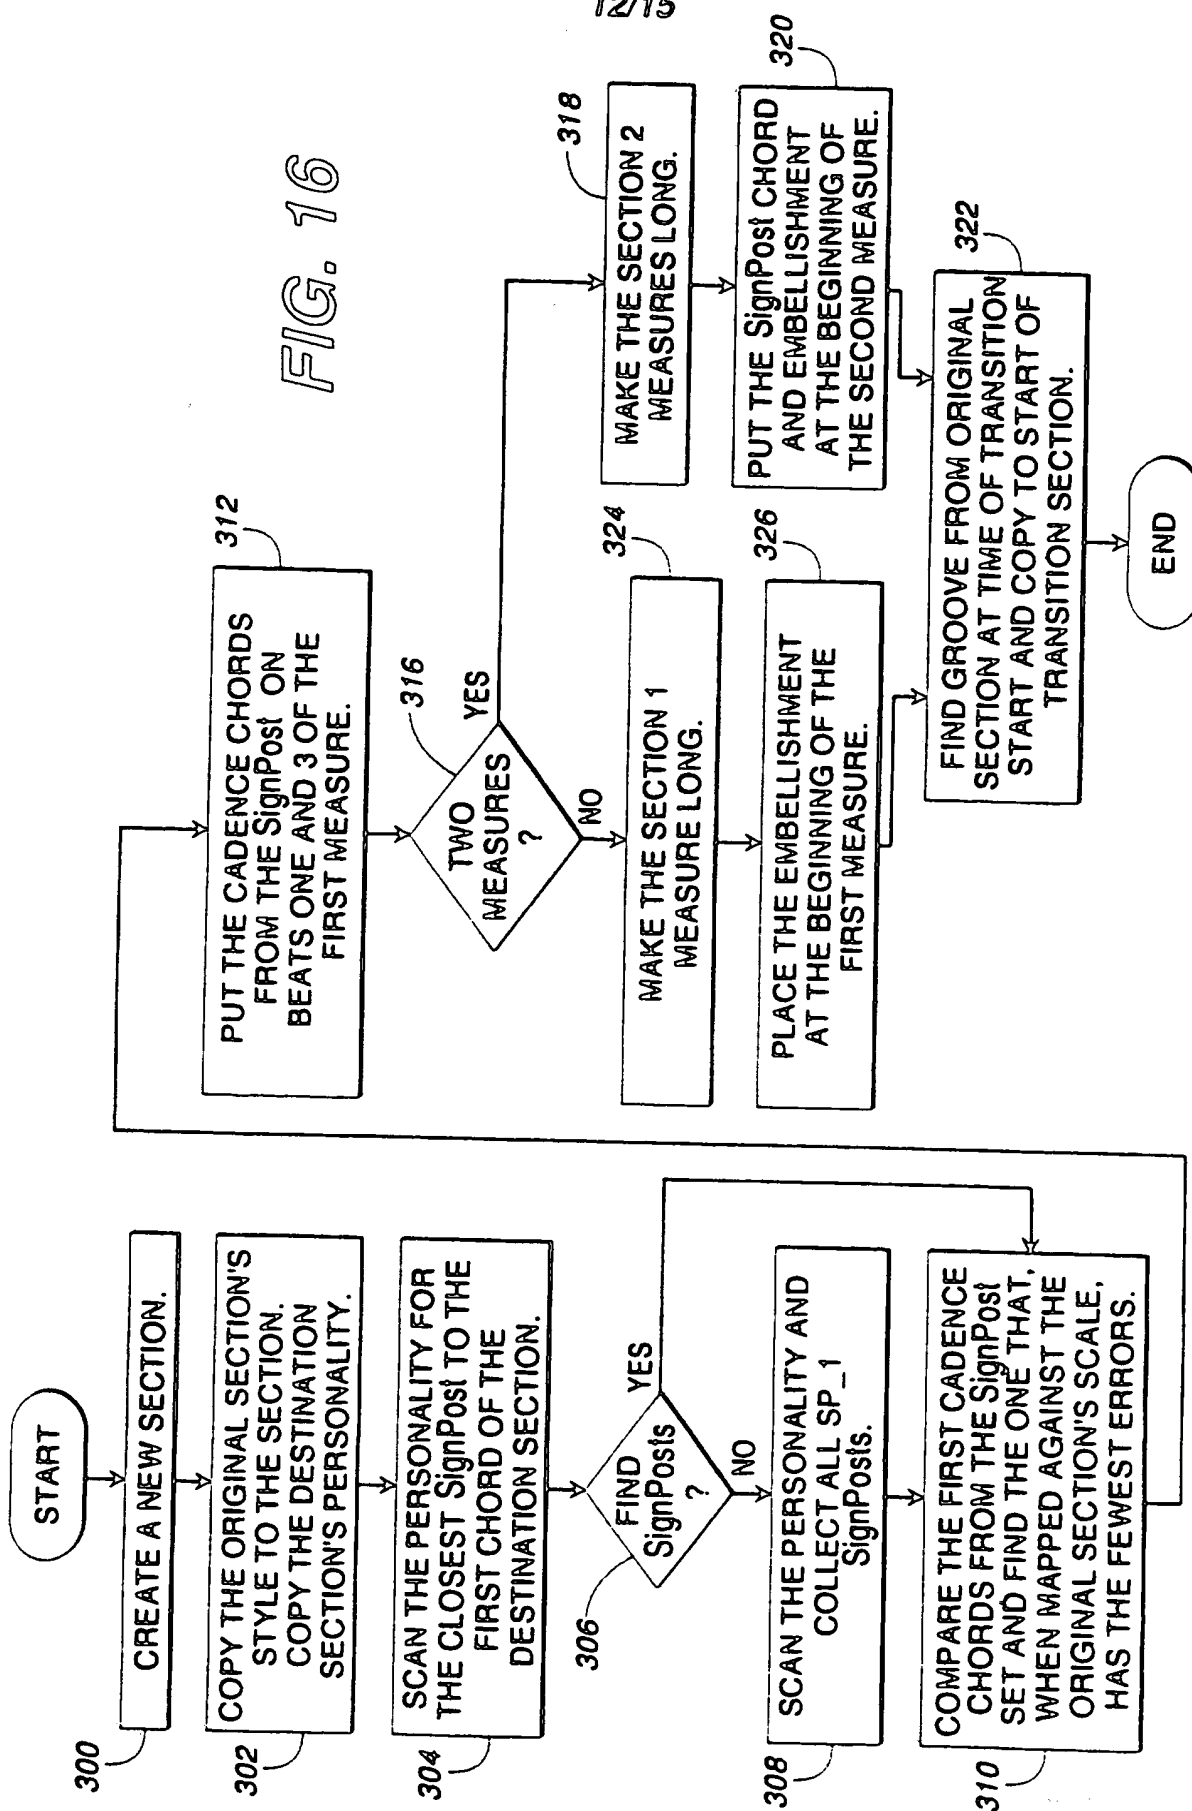 12/15
FIG. 16
START
300
CREATE A NEW SECTION.
302
COPY THE ORIGINAL SECTION'S
STYLE TO THE SECTION.
COPY THE DESTINATION
SECTION'S PERSONALITY.
304
SCAN THE PERSONALITY FOR
THE CLOSEST SignPost TO THE
FIRST CHORD OF THE
DESTINATION SECTION.
306
FIND
SignPosts
?
YES
NO
308
SCAN THE PERSONALITY AND
COLLECT ALL SP_1
SignPosts.
310
COMPARE THE FIRST CADENCE
CHORDS FROM THE SignPost
SET AND FIND THE ONE THAT,
WHEN MAPPED AGAINST THE
ORIGINAL SECTION'S SCALE,
HAS THE FEWEST ERRORS.
312
PUT THE CADENCE CHORDS
FROM THE SignPost ON
BEATS ONE AND 3 OF THE
FIRST MEASURE.
316
TWO
MEASURES
?
YES
NO
318
MAKE THE SECTION 2
MEASURES LONG.
320
PUT THE SignPost CHORD
AND EMBELLISHMENT
AT THE BEGINNING OF
THE SECOND MEASURE.
324
MAKE THE SECTION 1
MEASURE LONG.
326
PLACE THE EMBELLISHMENT
AT THE BEGINNING OF THE
FIRST MEASURE.
322
FIND GROOVE FROM ORIGINAL
SECTION AT TIME OF TRANSITION
START AND COPY TO START OF
TRANSITION SECTION.
END